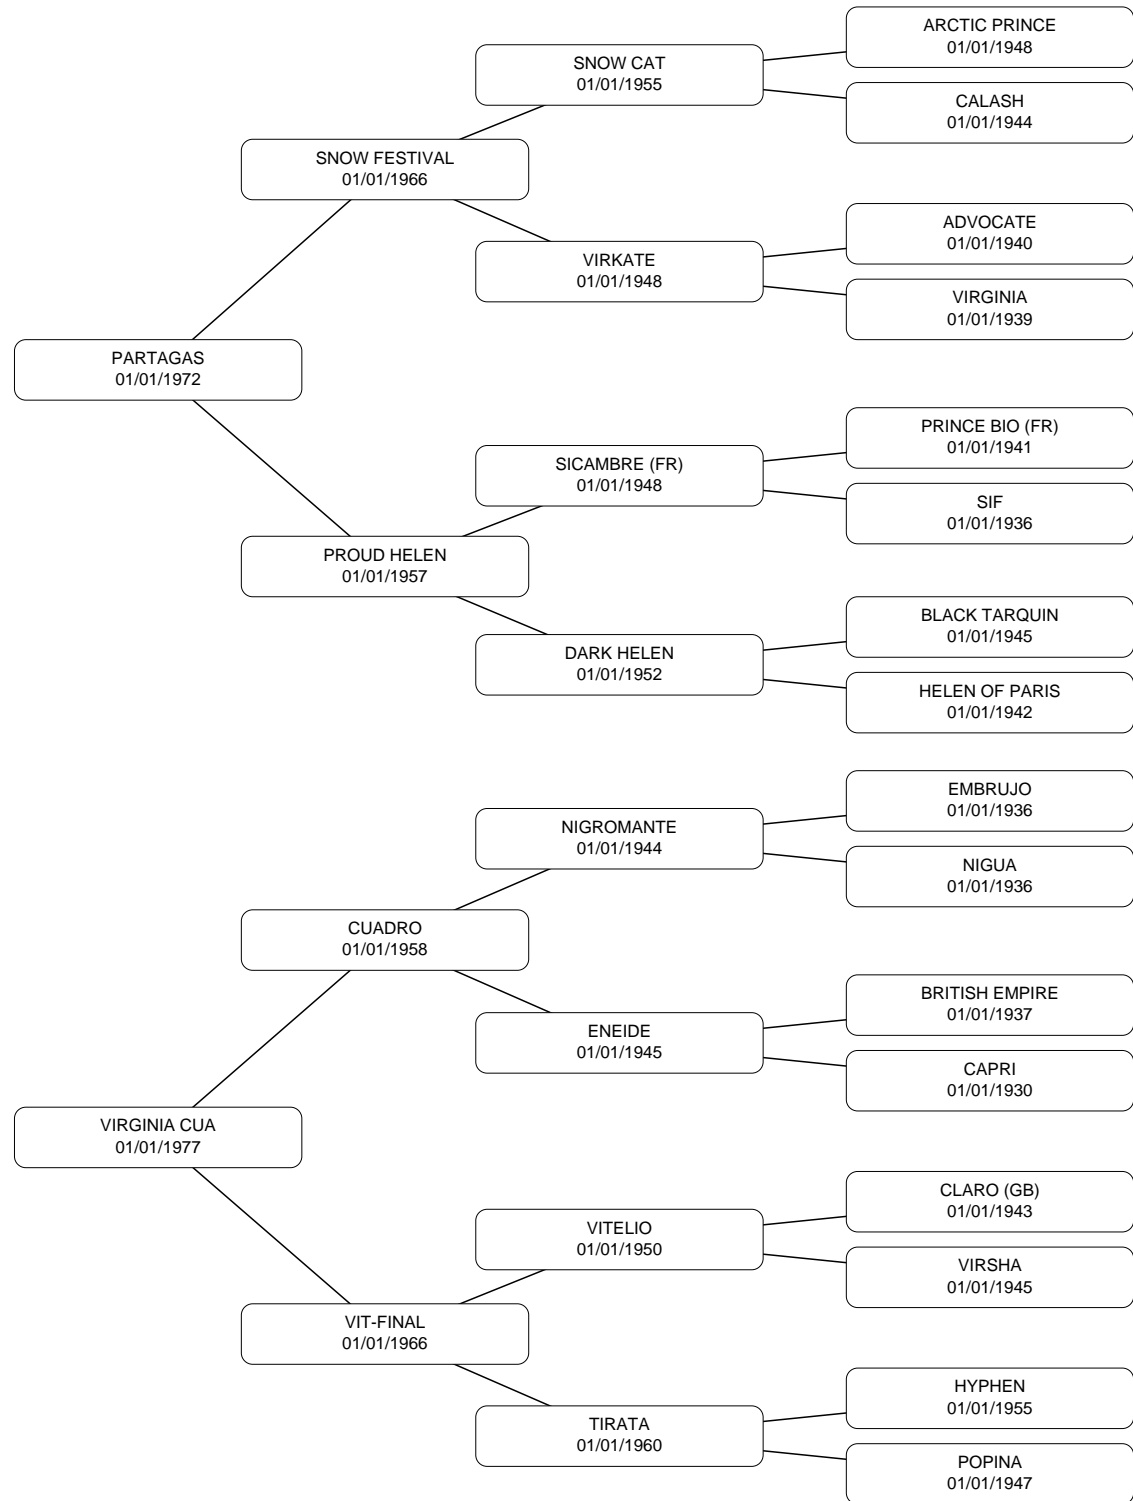 ARCTIC PRINCE
01/01/1948
SNOW CAT
01/01/1955
CALASH
01/01/1944
SNOW FESTIVAL
01/01/1966
ADVOCATE
01/01/1940
VIRKATE
01/01/1948
VIRGINIA
01/01/1939
PARTAGAS
01/01/1972
PRINCE BIO (FR)
01/01/1941
SICAMBRE (FR)
01/01/1948
SIF
01/01/1936
PROUD HELEN
01/01/1957
BLACK TARQUIN
01/01/1945
DARK HELEN
01/01/1952
HELEN OF PARIS
01/01/1942
EMBRUJO
01/01/1936
NIGROMANTE
01/01/1944
NIGUA
01/01/1936
CUADRO
01/01/1958
BRITISH EMPIRE
01/01/1937
ENEIDE
01/01/1945
CAPRI
01/01/1930
VIRGINIA CUA
01/01/1977
CLARO (GB)
01/01/1943
VITELIO
01/01/1950
VIRSHA
01/01/1945
VIT-FINAL
01/01/1966
HYPHEN
01/01/1955
TIRATA
01/01/1960
POPINA
01/01/1947